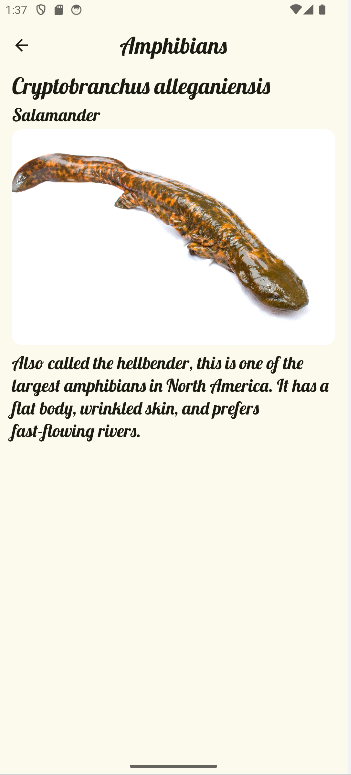 1:37
Amphibians
Cryptobranchus alleganiensis
Salamander
Also called the hellbender, this is one of the
largest amphibians in North America. It has a
flat body, wrinkled skin, and prefers
fast-flowing rivers.